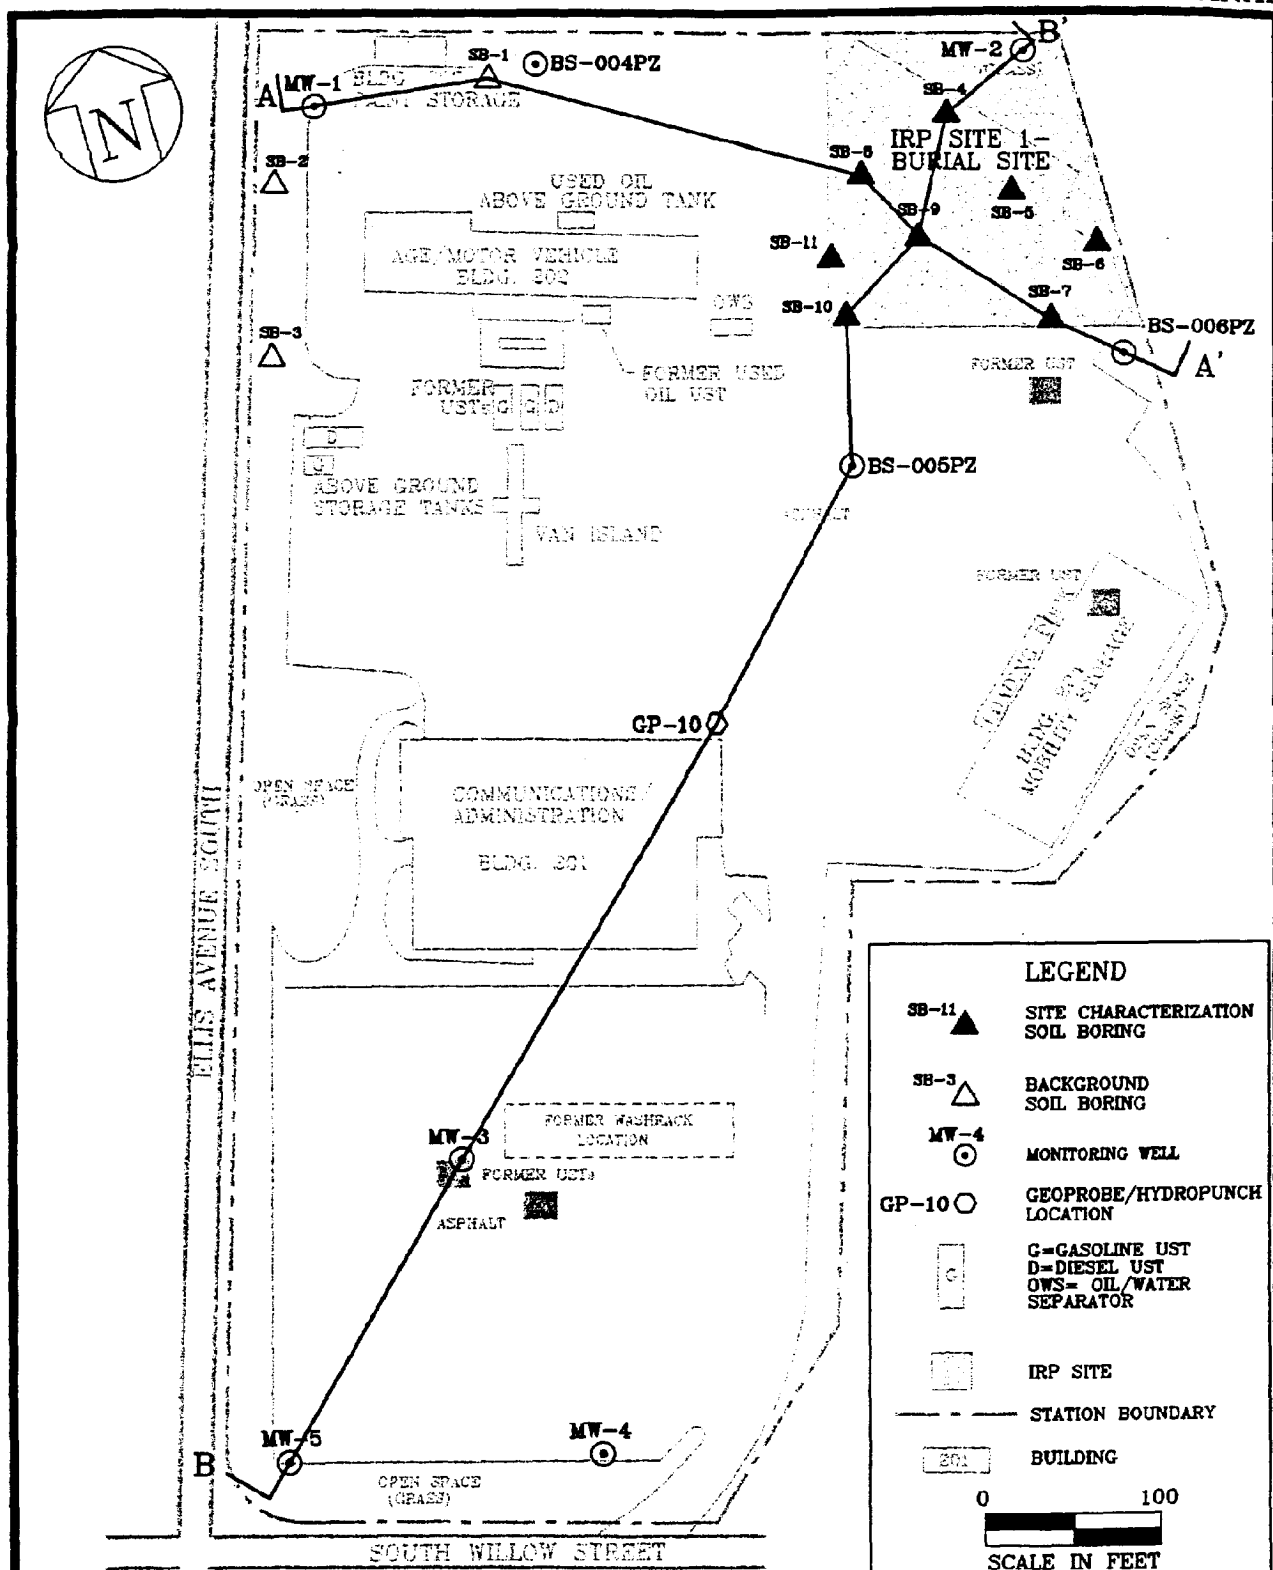 B'
MW-2
SB-1
BS-004PZ
MW-1
BLDG
STORAGE
A
SB-4
N
IRP SITE 1-
BURIAL SITE
SB-2
SB-8
USED OIL
ABOVE GROUND TANK
SB-5
SB-9
SB-11
SB-6
AGE/MOTOR VEHICLE
BLDG. 202
OWS
SB-10
SB-7
BS-006PZ
SB-3
A'
FORMER UST
FORMER USED
OIL UST
FORMER
USTs
G
G
D
D
G
BS-005PZ
ABOVE GROUND
STORAGE TANKS
ASPHALT
VAN ISLAND
FORMER UST
LOADING
BLDG.
MOBILITY STORAGE
OPEN SPACE
(GRASS)
GP-10
OPEN SPACE
(GRASS)
COMMUNICATIONS/
ADMINISTRATION
BLDG. 201
ELLIS AVENUE SOUTH
FORMER WASHRACK
LOCATION
MW-3
FORMER USTs
ASPHALT
MW-5
MW-4
B
OPEN SPACE
(GRASS)
SOUTH WILLOW STREET
LEGEND
SB-11
SITE CHARACTERIZATION
SOIL BORING
SB-3
BACKGROUND
SOIL BORING
MW-4
MONITORING WELL
GP-10
GEOPROBE/HYDROPUNCH
LOCATION
G
G=GASOLINE UST
D=DIESEL UST
OWS= OIL/WATER
SEPARATOR
IRP SITE
STATION BOUNDARY
201
BUILDING
0 100
SCALE IN FEET